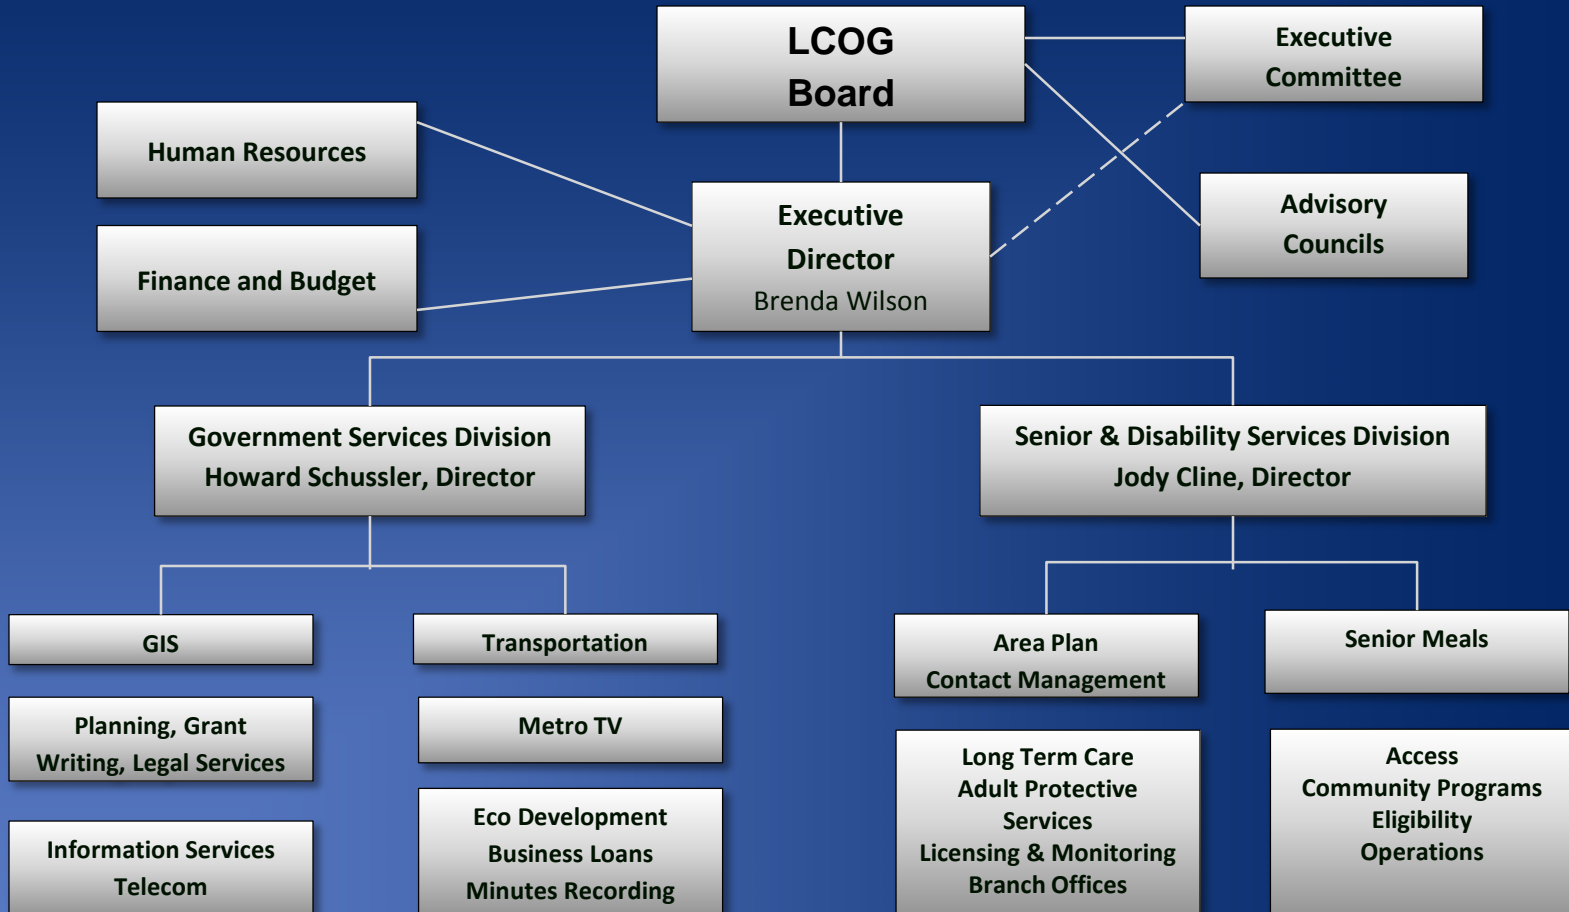 LCOG
Board
Executive
Committee
Human Resources
Advisory
Councils
Executive
Director
Brenda Wilson
Finance and Budget
Government Services Division
Howard Schussler, Director
Senior & Disability Services Division
Jody Cline, Director
GIS
Transportation
Area Plan
Contact Management
Senior Meals
Planning, Grant
Writing, Legal Services
Metro TV
Long Term Care
Adult Protective
Services
Licensing & Monitoring
Branch Offices
Access
Community Programs
Eligibility
Operations
Information Services
Telecom
Eco Development
Business Loans
Minutes Recording